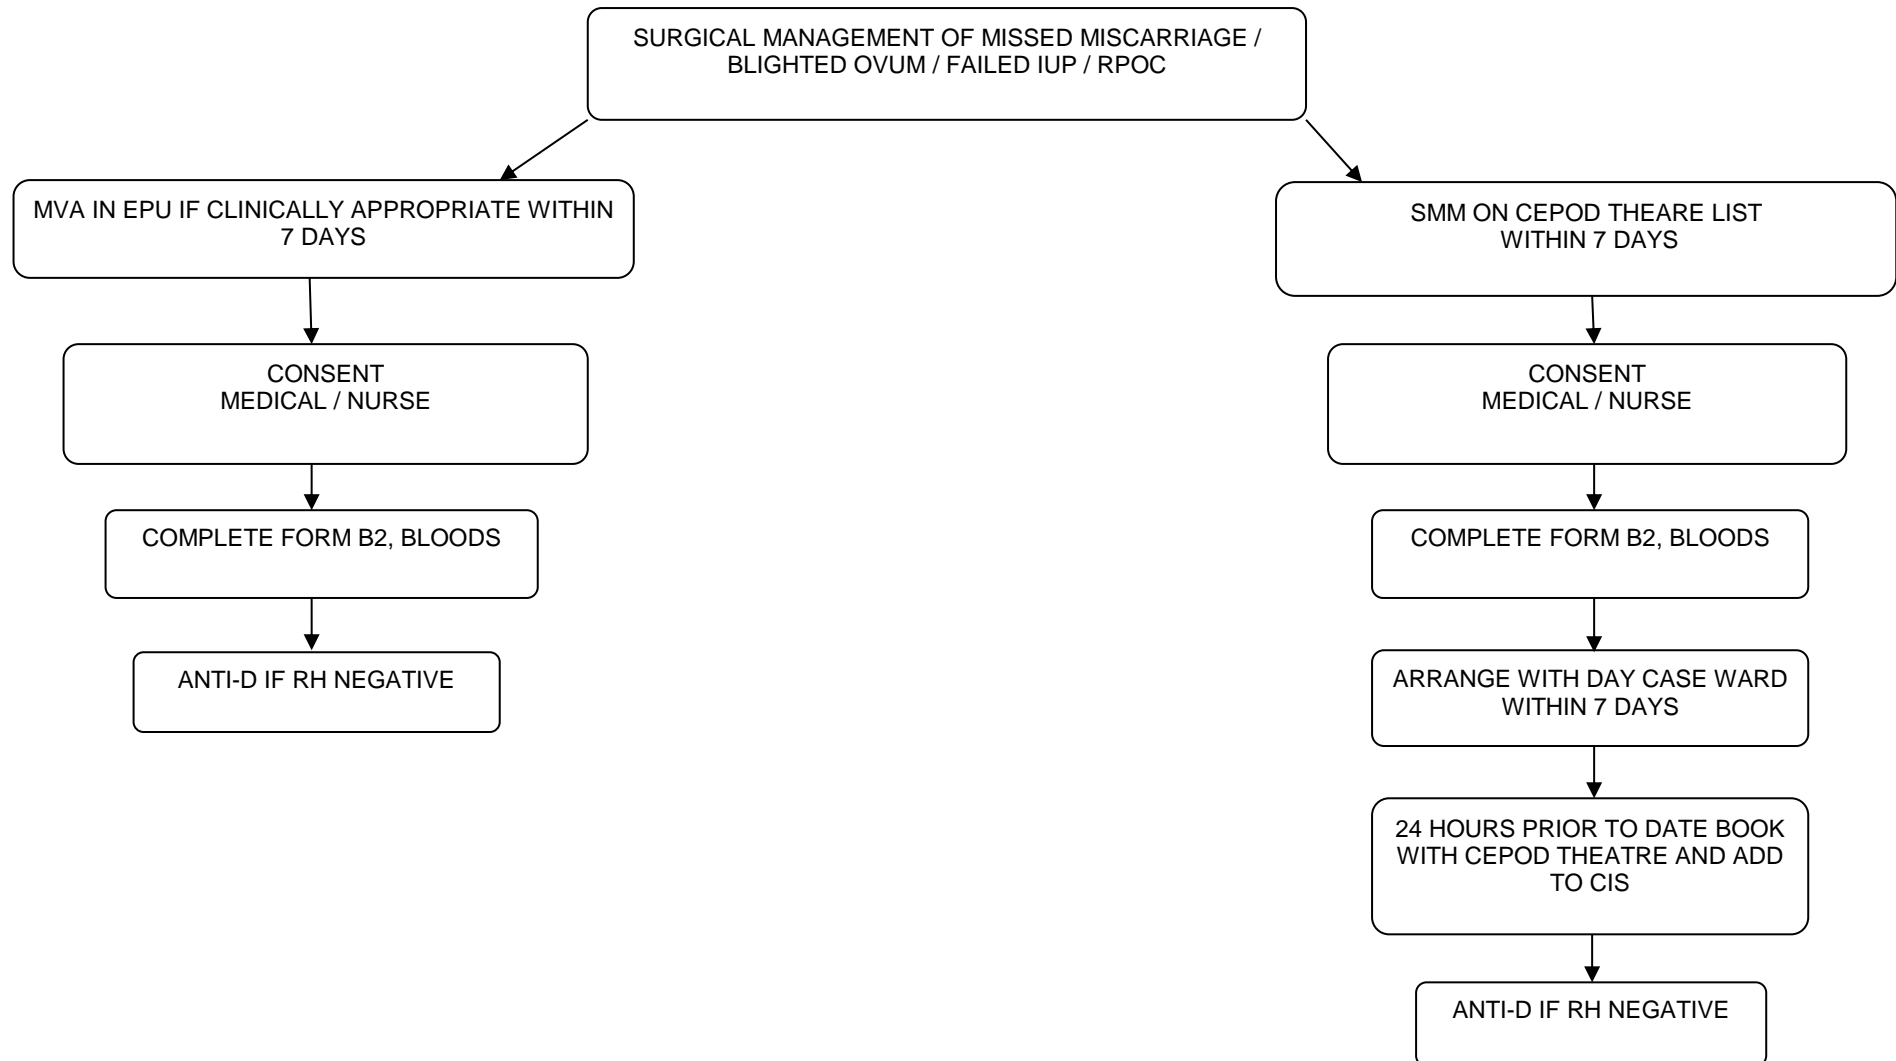 SURGICAL MANAGEMENT OF MISSED MISCARRIAGE /
BLIGHTED OVUM / FAILED IUP / RPOC
MVA IN EPU IF CLINICALLY APPROPRIATE WITHIN
7 DAYS
CONSENT
MEDICAL / NURSE
COMPLETE FORM B2, BLOODS
ANTI-D IF RH NEGATIVE
SMM ON CEPOD THEARE LIST
WITHIN 7 DAYS
CONSENT
MEDICAL / NURSE
COMPLETE FORM B2, BLOODS
ARRANGE WITH DAY CASE WARD
WITHIN 7 DAYS
24 HOURS PRIOR TO DATE BOOK
WITH CEPOD THEATRE AND ADD
TO CIS
ANTI-D IF RH NEGATIVE